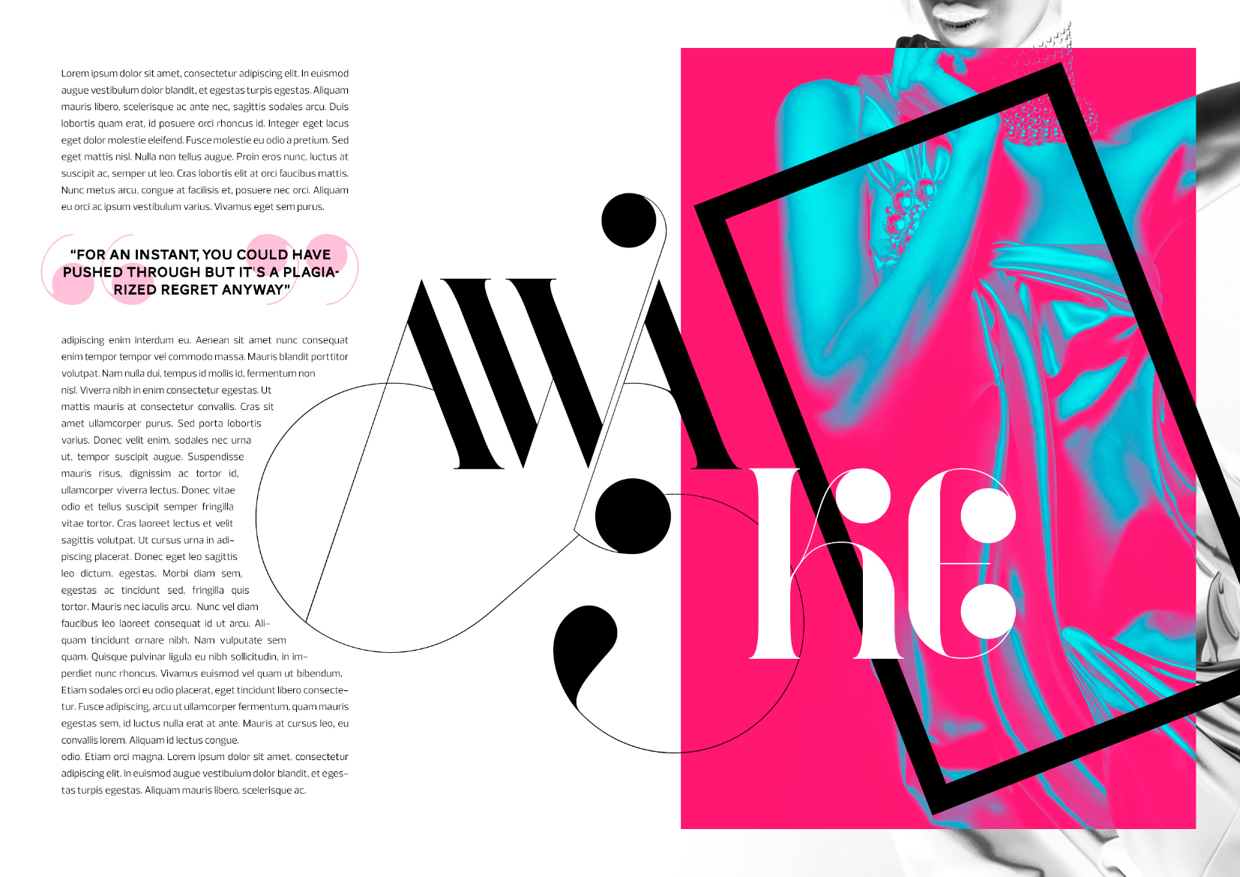 Lorem ipsum dolor sit amet, consectetur adipiscing elit. In euismod
augue vestibulum dolor blandit, et egestas turpis egestas. Aliquam
mauris libero, scelerisque ac ante nec, sagittis sodales arcu. Duis
lobortis quam erat, id posuere orci rhoncus id. Integer eget lacus
eget dolor molestie eleifend. Fusce molestie eu odio a pretium. Sed
eget mattis nisl. Nulla non tellus augue. Proin eros nunc, luctus at
suscipit ac, semper ut leo. Cras lobortis elit at orci faucibus mattis.
Nunc metus arcu, congue at facilisis et, posuere nec orci. Aliquam
eu orci ac ipsum vestibulum varius. Vivamus eget sem purus.
"FOR AN INSTANT, YOU COULD HAVE
PUSHED THROUGH BUT IT'S A PLAGIA-
RIZED REGRET ANYWAY"
adipiscing enim interdum eu. Aenean sit amet nunc consequat
enim tempor tempor vel commodo massa. Mauris blandit porttitor
volutpat. Nam nulla dui, tempus id mollis id, fermentum non
nisl. Viverra nibh in enim consectetur egestas. Ut
mattis mauris at consectetur convallis. Cras sit
amet ullamcorper purus. Sed porta lobortis
varius. Donec velit enim, sodales nec urna
ut, tempor suscipit augue. Suspendisse
mauris risus, dignissim ac tortor id,
ullamcorper viverra lectus. Donec vitae
odio et tellus suscipit semper fringilla
vitae tortor. Cras laoreet lectus et velit
sagittis volutpat. Ut cursus urna in adi-
piscing placerat. Donec eget leo sagittis
leo dictum. egestas. Morbi diam sem,
egestas ac tincidunt sed, fringilla quis
tortor. Mauris nec iaculis arcu. Nunc vel diam
faucibus leo laoreet consequat id ut arcu. Ali-
quam tincidunt ornare nibh. Nam vulputate sem
quam. Quisque pulvinar ligula eu nibh sollicitudin, in im-
perdiet nunc rhoncus. Vivamus euismod vel quam ut bibendum.
Etiam sodales orci eu odio placerat, eget tincidunt libero consecte-
tur. Fusce adipiscing, arcu ut ullamcorper fermentum, quam mauris
egestas sem, id luctus nulla erat at ante. Mauris at cursus leo, eu
convallis lorem. Aliquam id lectus congue.
odio. Etiam orci magna. Lorem ipsum dolor sit amet, consectetur
adipiscing elit. In euismod augue vestibulum dolor blandit, et eges-
tas turpis egestas. Aliquam mauris libero, scelerisque ac.
AWA
KE